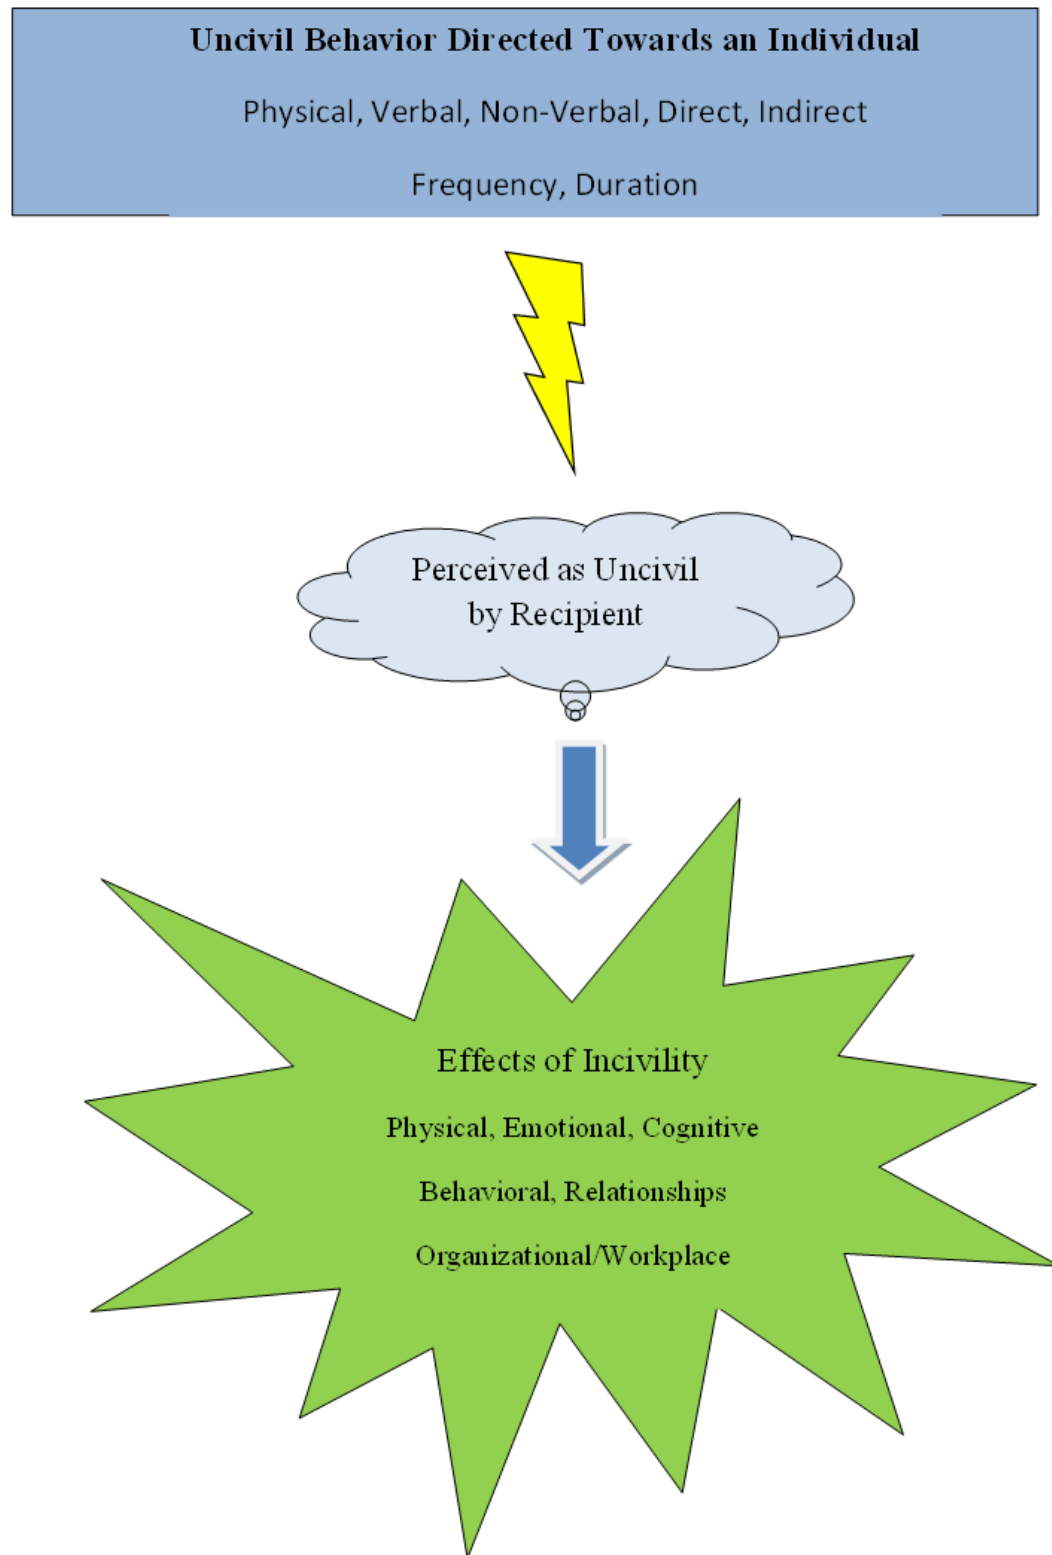 Uncivil Behavior Directed Towards an Individual
Physical, Verbal, Non-Verbal, Direct, Indirect
Frequency, Duration
Perceived as Uncivil
by Recipient
Effects of Incivility
Physical, Emotional, Cognitive
Behavioral, Relationships
Organizational/Workplace